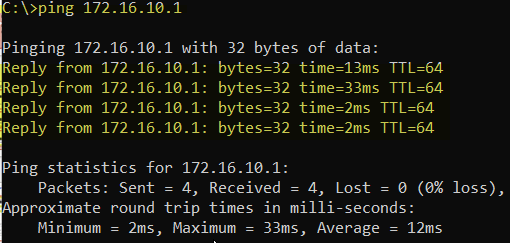 C:\>ping 172.16.10.1
Pinging 172.16.10.1 with 32 bytes of data:
Reply from 172.16.10.1: bytes=32 time=13ms TTL=64
Reply from 172.16.10.1: bytes=32 time=33ms TTL=64
Reply from 172.16.10.1: bytes=32 time=2ms TTL=64
Reply from 172.16.10.1: bytes=32 time=2ms TTL=64
Ping statistics for 172.16.10.1:
Packets: Sent = 4, Received = 4, Lost = 0 (0% loss),
Approximate round trip times in milli-seconds:
Minimum = 2ms, Maximum = 33ms, Average = 12ms